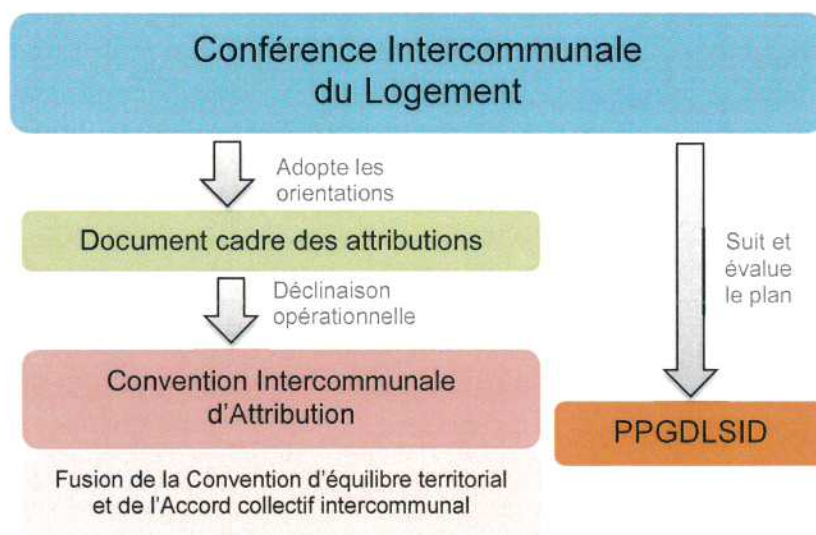 Conférence Intercommunale
du Logement
Adopte les
orientations
Document cadre des attributions
Suit et
évalue
le plan
Déclinaison
opérationnelle
Convention Intercommunale
d'Attribution
PPGDLSID
Fusion de la Convention d'équilibre territorial
et de l'Accord collectif intercommunal